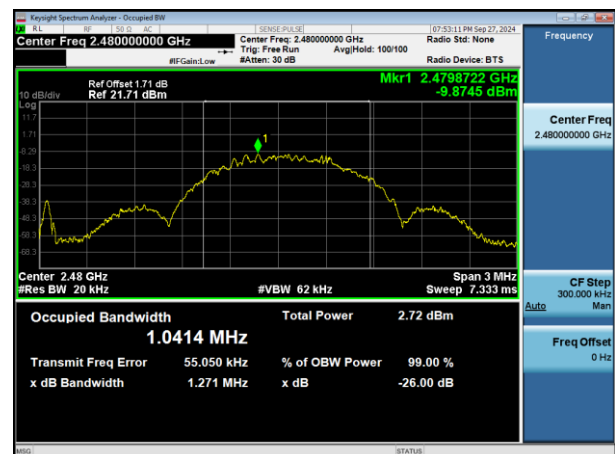 Keysight Spectrum Analyzer - Occupied BW
RL RF 50 Ω AC SENSE:PULSE 07:53:11 PM Sep 27, 2024
Center Freq 2.480000000 GHz Center Freq: 2.480000000 GHz Radio Std: None
Trig: Free Run Avg|Hold: 100/100
#IFGain:Low #Atten: 30 dB Radio Device: BTS
Frequency
Mkr1 2.4798722 GHz
-9.8745 dBm
Ref Offset 1.71 dB
10 dB/div Ref 21.71 dBm
Log
11.7
1.71
-8.29
-18.3
-28.3
-38.3
-48.3
-58.3
-68.3
1
Center Freq
2.480000000 GHz
Center 2.48 GHz Span 3 MHz
#Res BW 20 kHz #VBW 62 kHz Sweep 7.333 ms
CF Step
300.000 kHz
Auto Man
Occupied Bandwidth Total Power 2.72 dBm
1.0414 MHz
Transmit Freq Error 55.050 kHz % of OBW Power 99.00 %
x dB Bandwidth 1.271 MHz x dB -26.00 dB
Freq Offset
0 Hz
MSG STATUS